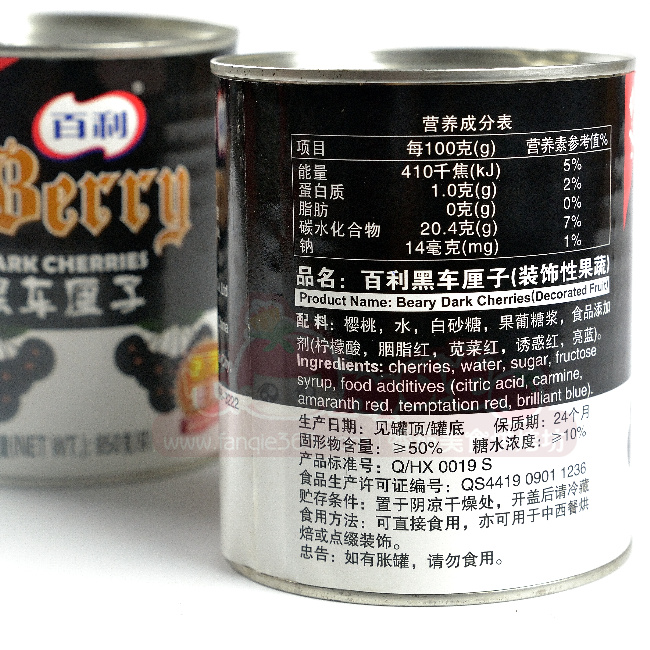 百利
Berry
DARK CHERRIES
黑车厘子
NET WT
营养成分表
项目 每100克(g) 营养素参考值%
能量 410千焦(kJ) 5%
蛋白质 1.0克(g) 2%
脂肪 0克(g) 0%
碳水化合物 20.4克(g) 7%
钠 14毫克(mg) 1%
品名：百利黑车厘子(装饰性果蔬)
Product Name: Beary Dark Cherries(Decorated Fruit)
配料：樱桃，水，白砂糖，果葡糖浆，食品添加
剂(柠檬酸，胭脂红，苋菜红，诱惑红，亮蓝)。
Ingredients: cherries, water, sugar, fructose
syrup, food additives (citric acid, carmine,
amaranth red, temptation red, brilliant blue).
生产日期：见罐顶/罐底 保质期：24个月
固形物含量：≥50% 糖水浓度：≥10%
产品标准号：Q/HX 0019 S
食品生产许可证编号：QS4419 0901 1236
贮存条件：置于阴凉干燥处，开盖后请冷藏
食用方法：可直接食用，亦可用于中西餐烘
焙或点缀装饰。
忠告：如有胀罐，请勿食用。